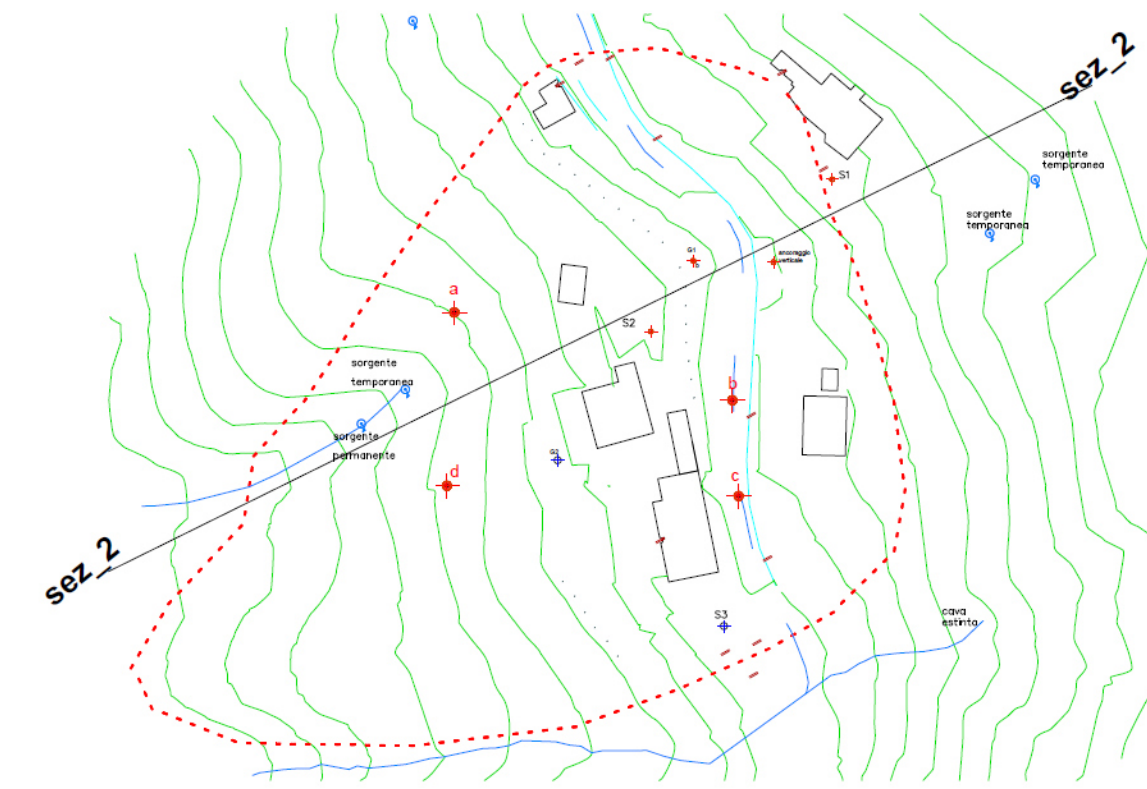 sez_2
sorgente
temporanea
S1
sorgente
temporanea
G1
ancoraggio
verticale
a
S2
sorgente
temporanea
b
sorgente
permanente
G2
d
c
sez_2
S3
cava
estinta